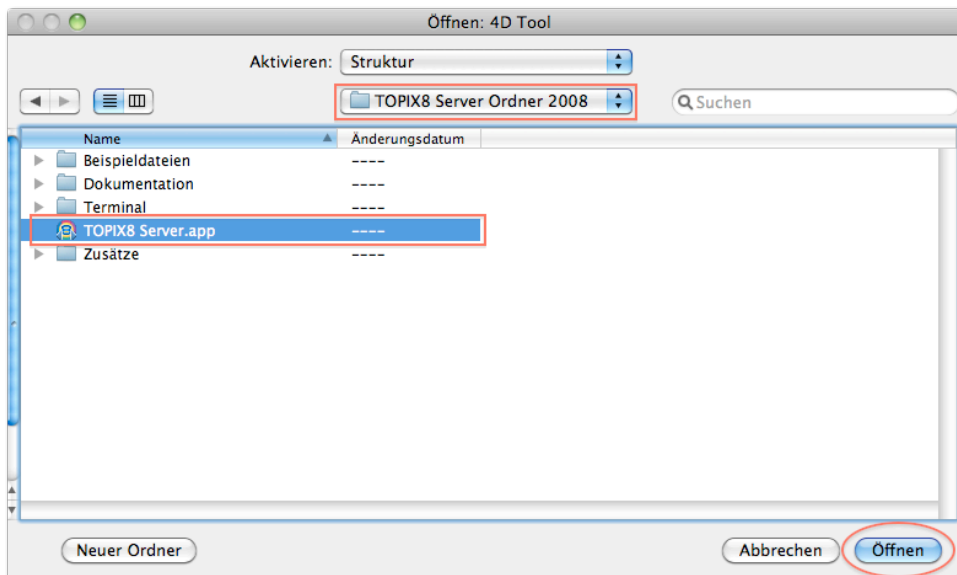 Öffnen: 4D Tool
Aktivieren: Struktur
TOPIX8 Server Ordner 2008 Suchen
Name Änderungsdatum
Beispieldateien ----
Dokumentation ----
Terminal ----
TOPIX8 Server.app ----
Zusätze ----
Neuer Ordner Abbrechen Öffnen